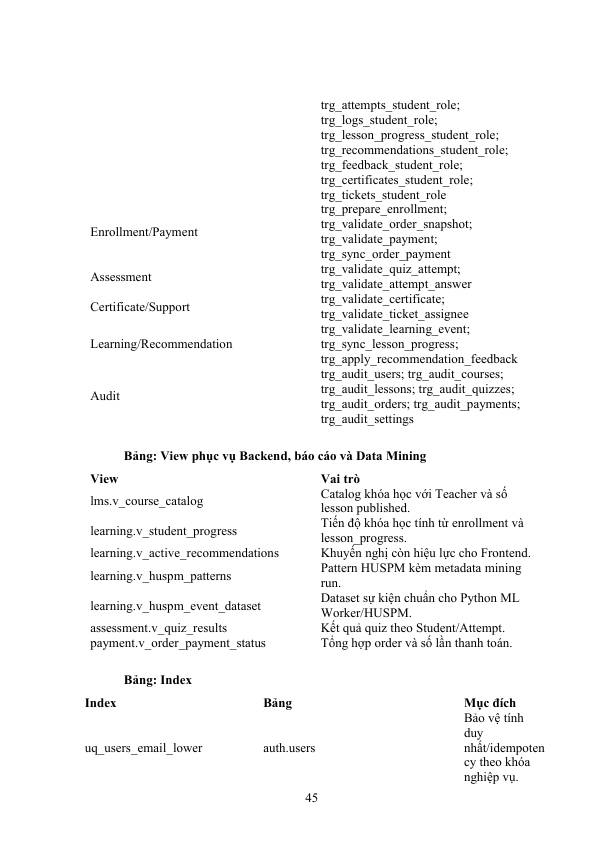 trg_attempts_student_role;
trg_logs_student_role;
trg_lesson_progress_student_role;
trg_recommendations_student_role;
trg_feedback_student_role;
trg_certificates_student_role;
trg_tickets_student_role
Enrollment/Payment
trg_prepare_enrollment;
trg_validate_order_snapshot;
trg_validate_payment;
trg_sync_order_payment
Assessment
trg_validate_quiz_attempt;
trg_validate_attempt_answer
Certificate/Support
trg_validate_certificate;
trg_validate_ticket_assignee
Learning/Recommendation
trg_validate_learning_event;
trg_sync_lesson_progress;
trg_apply_recommendation_feedback
Audit
trg_audit_users; trg_audit_courses;
trg_audit_lessons; trg_audit_quizzes;
trg_audit_orders; trg_audit_payments;
trg_audit_settings
Bảng: View phục vụ Backend, báo cáo và Data Mining
View Vai trò
lms.v_course_catalog
Catalog khóa học với Teacher và số
lesson published.
learning.v_student_progress
Tiến độ khóa học tính từ enrollment và
lesson_progress.
learning.v_active_recommendations Khuyến nghị còn hiệu lực cho Frontend.
learning.v_huspm_patterns
Pattern HUSPM kèm metadata mining
run.
learning.v_huspm_event_dataset
Dataset sự kiện chuẩn cho Python ML
Worker/HUSPM.
assessment.v_quiz_results Kết quả quiz theo Student/Attempt.
payment.v_order_payment_status Tổng hợp order và số lần thanh toán.
Bảng: Index
Index Bảng Mục đích
uq_users_email_lower auth.users
Bảo vệ tính
duy
nhất/idempoten
cy theo khóa
nghiệp vụ.
45